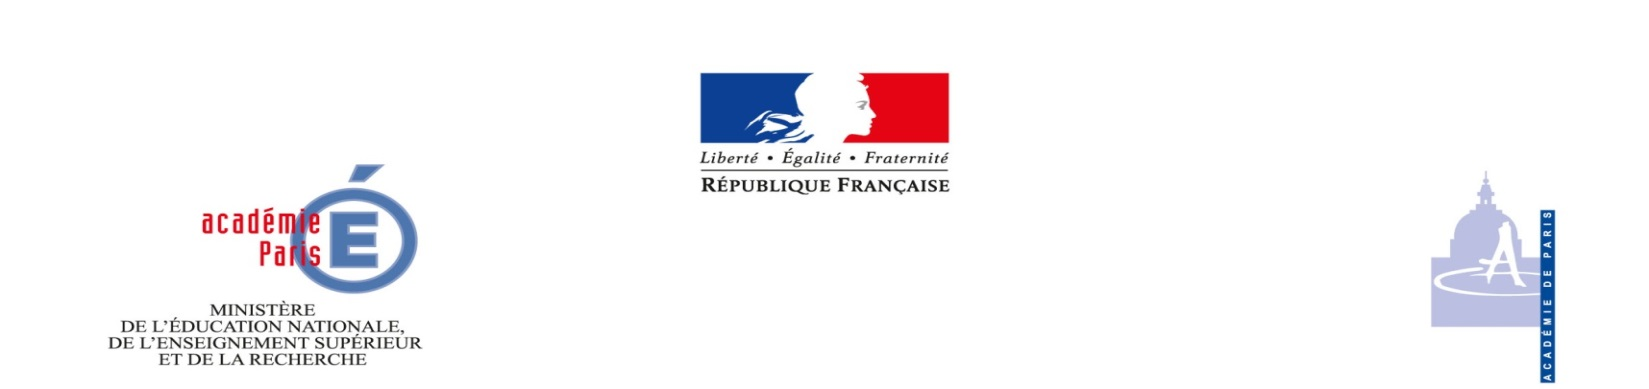 Liberté • Égalité • Fraternité
RÉPUBLIQUE FRANÇAISE
académie
Paris
É
MINISTÈRE
DE L'ÉDUCATION NATIONALE,
DE L'ENSEIGNEMENT SUPÉRIEUR
ET DE LA RECHERCHE
A
ACADÉMIE DE PARIS